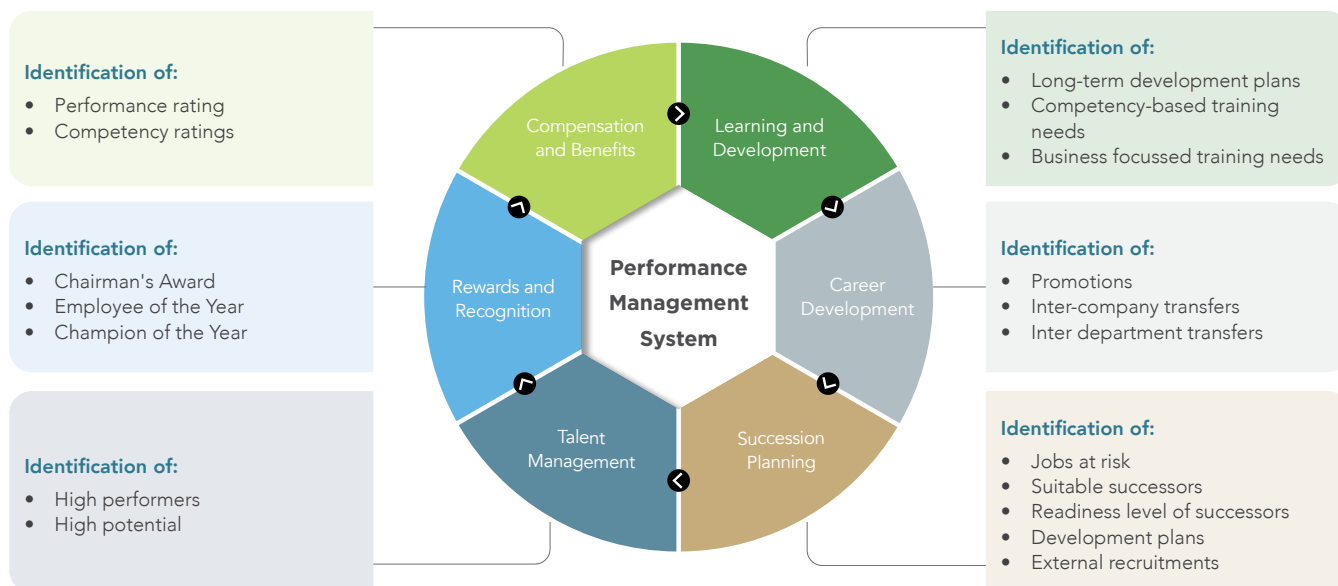 Identification of:
• Performance rating
• Competency ratings
Identification of:
• Chairman's Award
• Employee of the Year
• Champion of the Year
Identification of:
• High performers
• High potential
Compensation
and Benefits
Learning and
Development
Rewards and
Recognition
Performance
Management
System
Career
Development
Talent
Management
Succession
Planning
Identification of:
• Long-term development plans
• Competency-based training
needs
• Business focussed training needs
Identification of:
• Promotions
• Inter-company transfers
• Inter department transfers
Identification of:
• Jobs at risk
• Suitable successors
• Readiness level of successors
• Development plans
• External recruitments